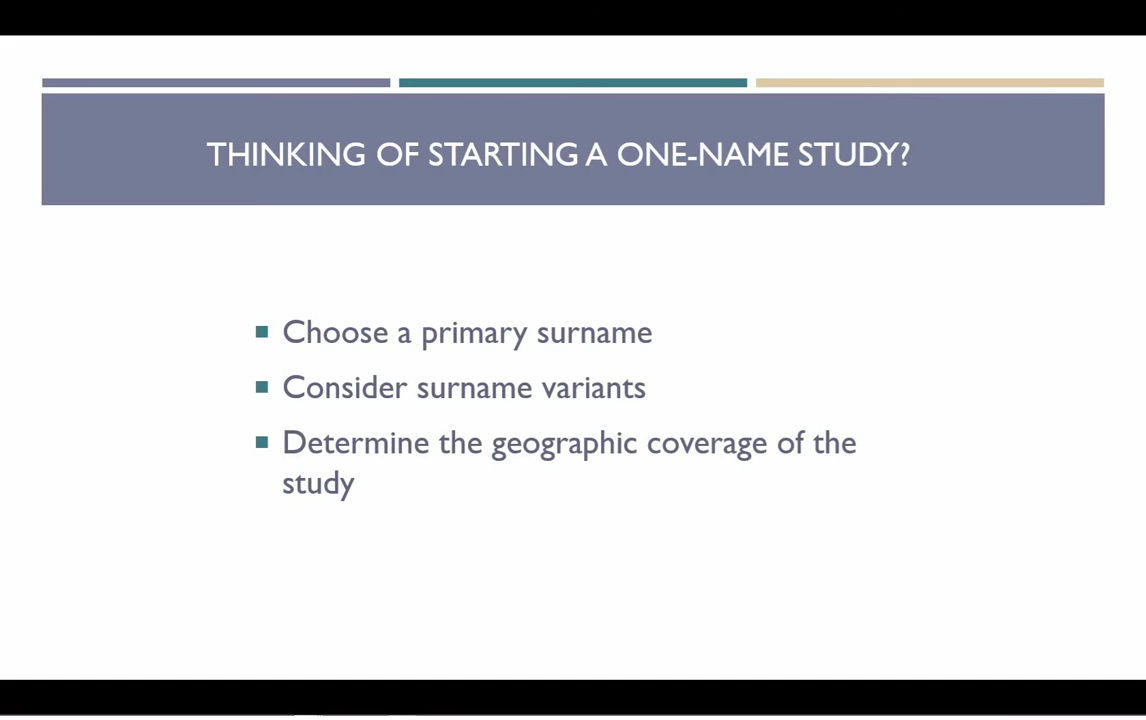 THINKING OF STARTING A ONE-NAME STUDY?
Choose a primary surname
Consider surname variants
Determine the geographic coverage of the
study